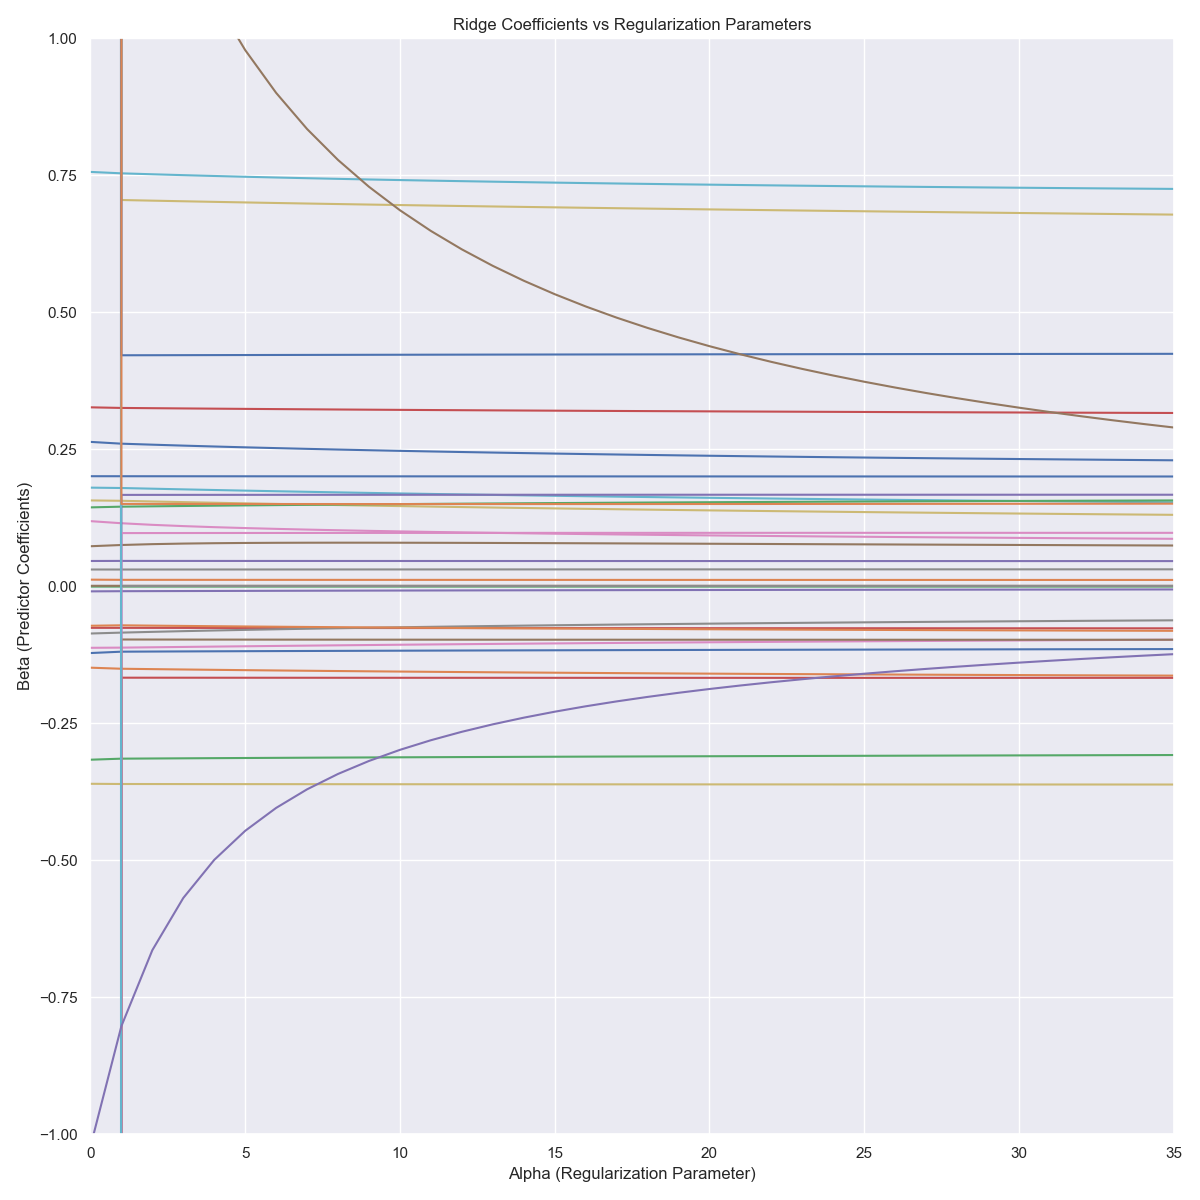 Ridge Coefficients vs Regularization Parameters
1.00
0.75
0.50
0.25
0.00
−0.25
−0.50
−0.75
−1.00
Beta (Predictor Coefficients)
0 5 10 15 20 25 30 35
Alpha (Regularization Parameter)